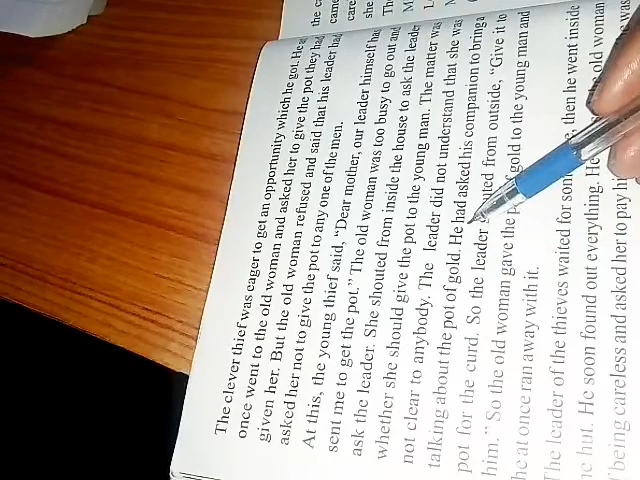 The clever thief was eager to get an opportunity which he got. He
once went to the old woman and asked her to give the pot they had
given her. But the old woman refused and said that his leader had
asked her not to give the pot to any one of the men.
At this, the young thief said, "Dear mother, our leader himself has
sent me to get the pot." The old woman was too busy to go out and
ask the leader. She shouted from inside the house to ask the leader
whether she should give the pot to the young man. The matter was
not clear to anybody. The leader did not understand that she was
talking about the pot of gold. He had asked his companion to bring a
pot for the curd. So the leader from outside, "Give it to
him." So the old woman gave the gold to the young man and
he at once ran away with it.
The leader of the thieves waited for then he went inside
hut. He soon found out everything. He old woman
being careless and asked her to pay was
the
came
care
she